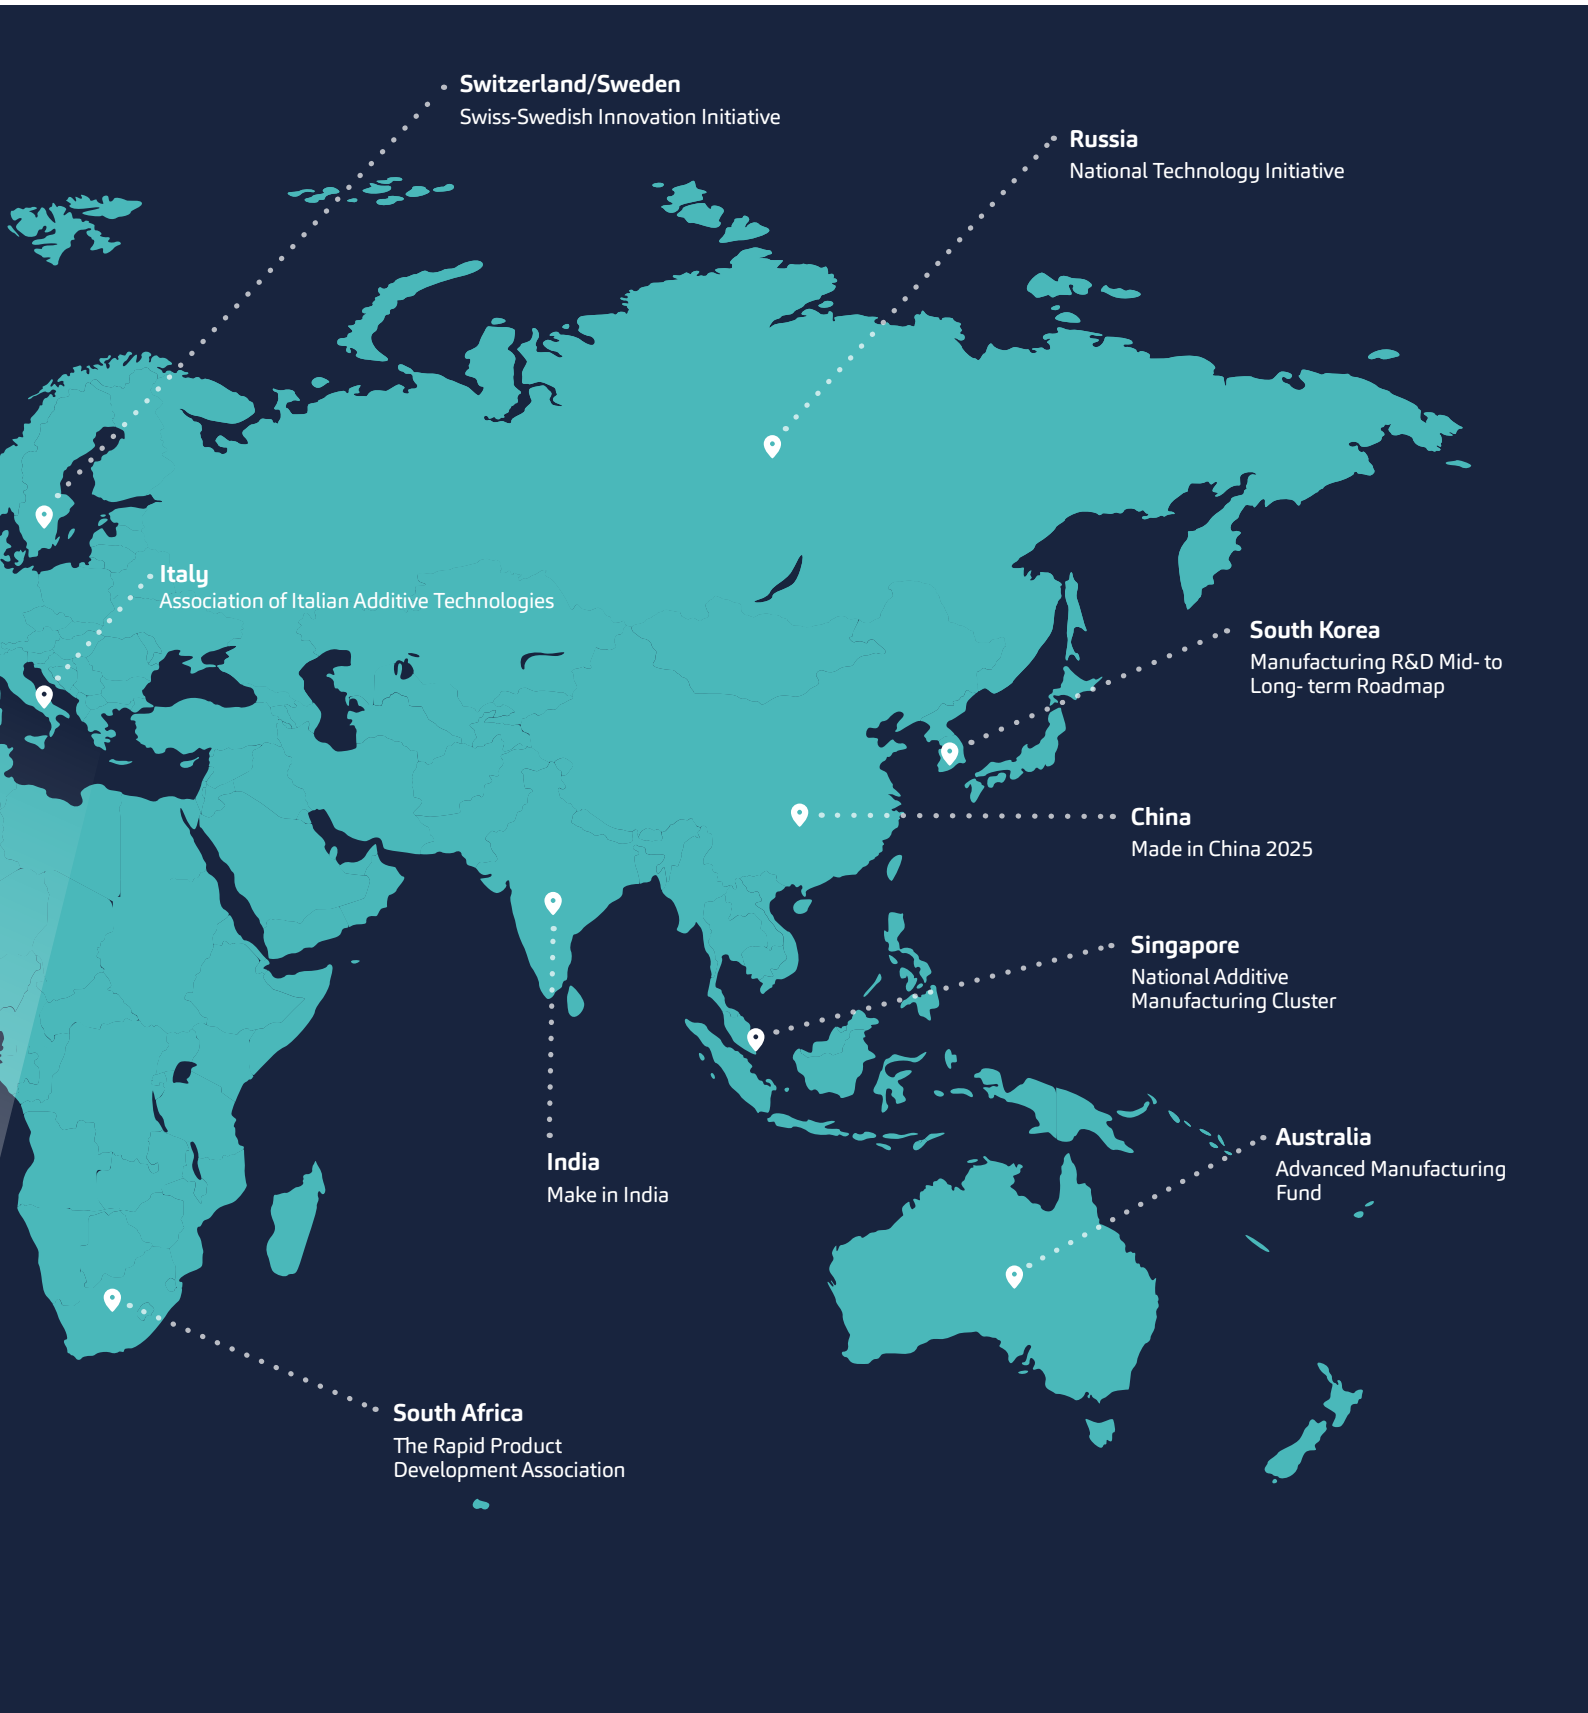 Switzerland/Sweden
Swiss-Swedish Innovation Initiative
Russia
National Technology Initiative
Italy
Association of Italian Additive Technologies
South Korea
Manufacturing R&D Mid- to
Long- term Roadmap
China
Made in China 2025
Singapore
National Additive
Manufacturing Cluster
India
Make in India
Australia
Advanced Manufacturing
Fund
South Africa
The Rapid Product
Development Association